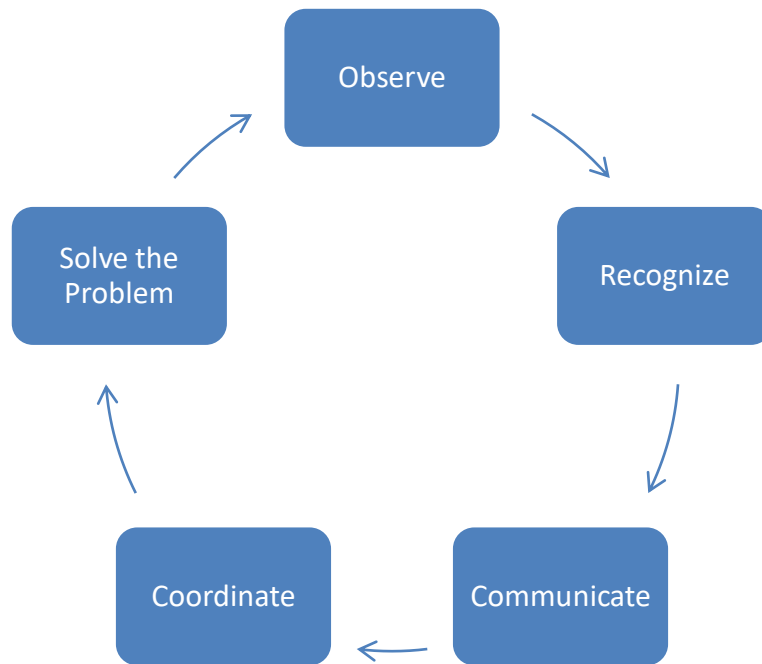 Observe
Recognize
Communicate
Coordinate
Solve the
Problem